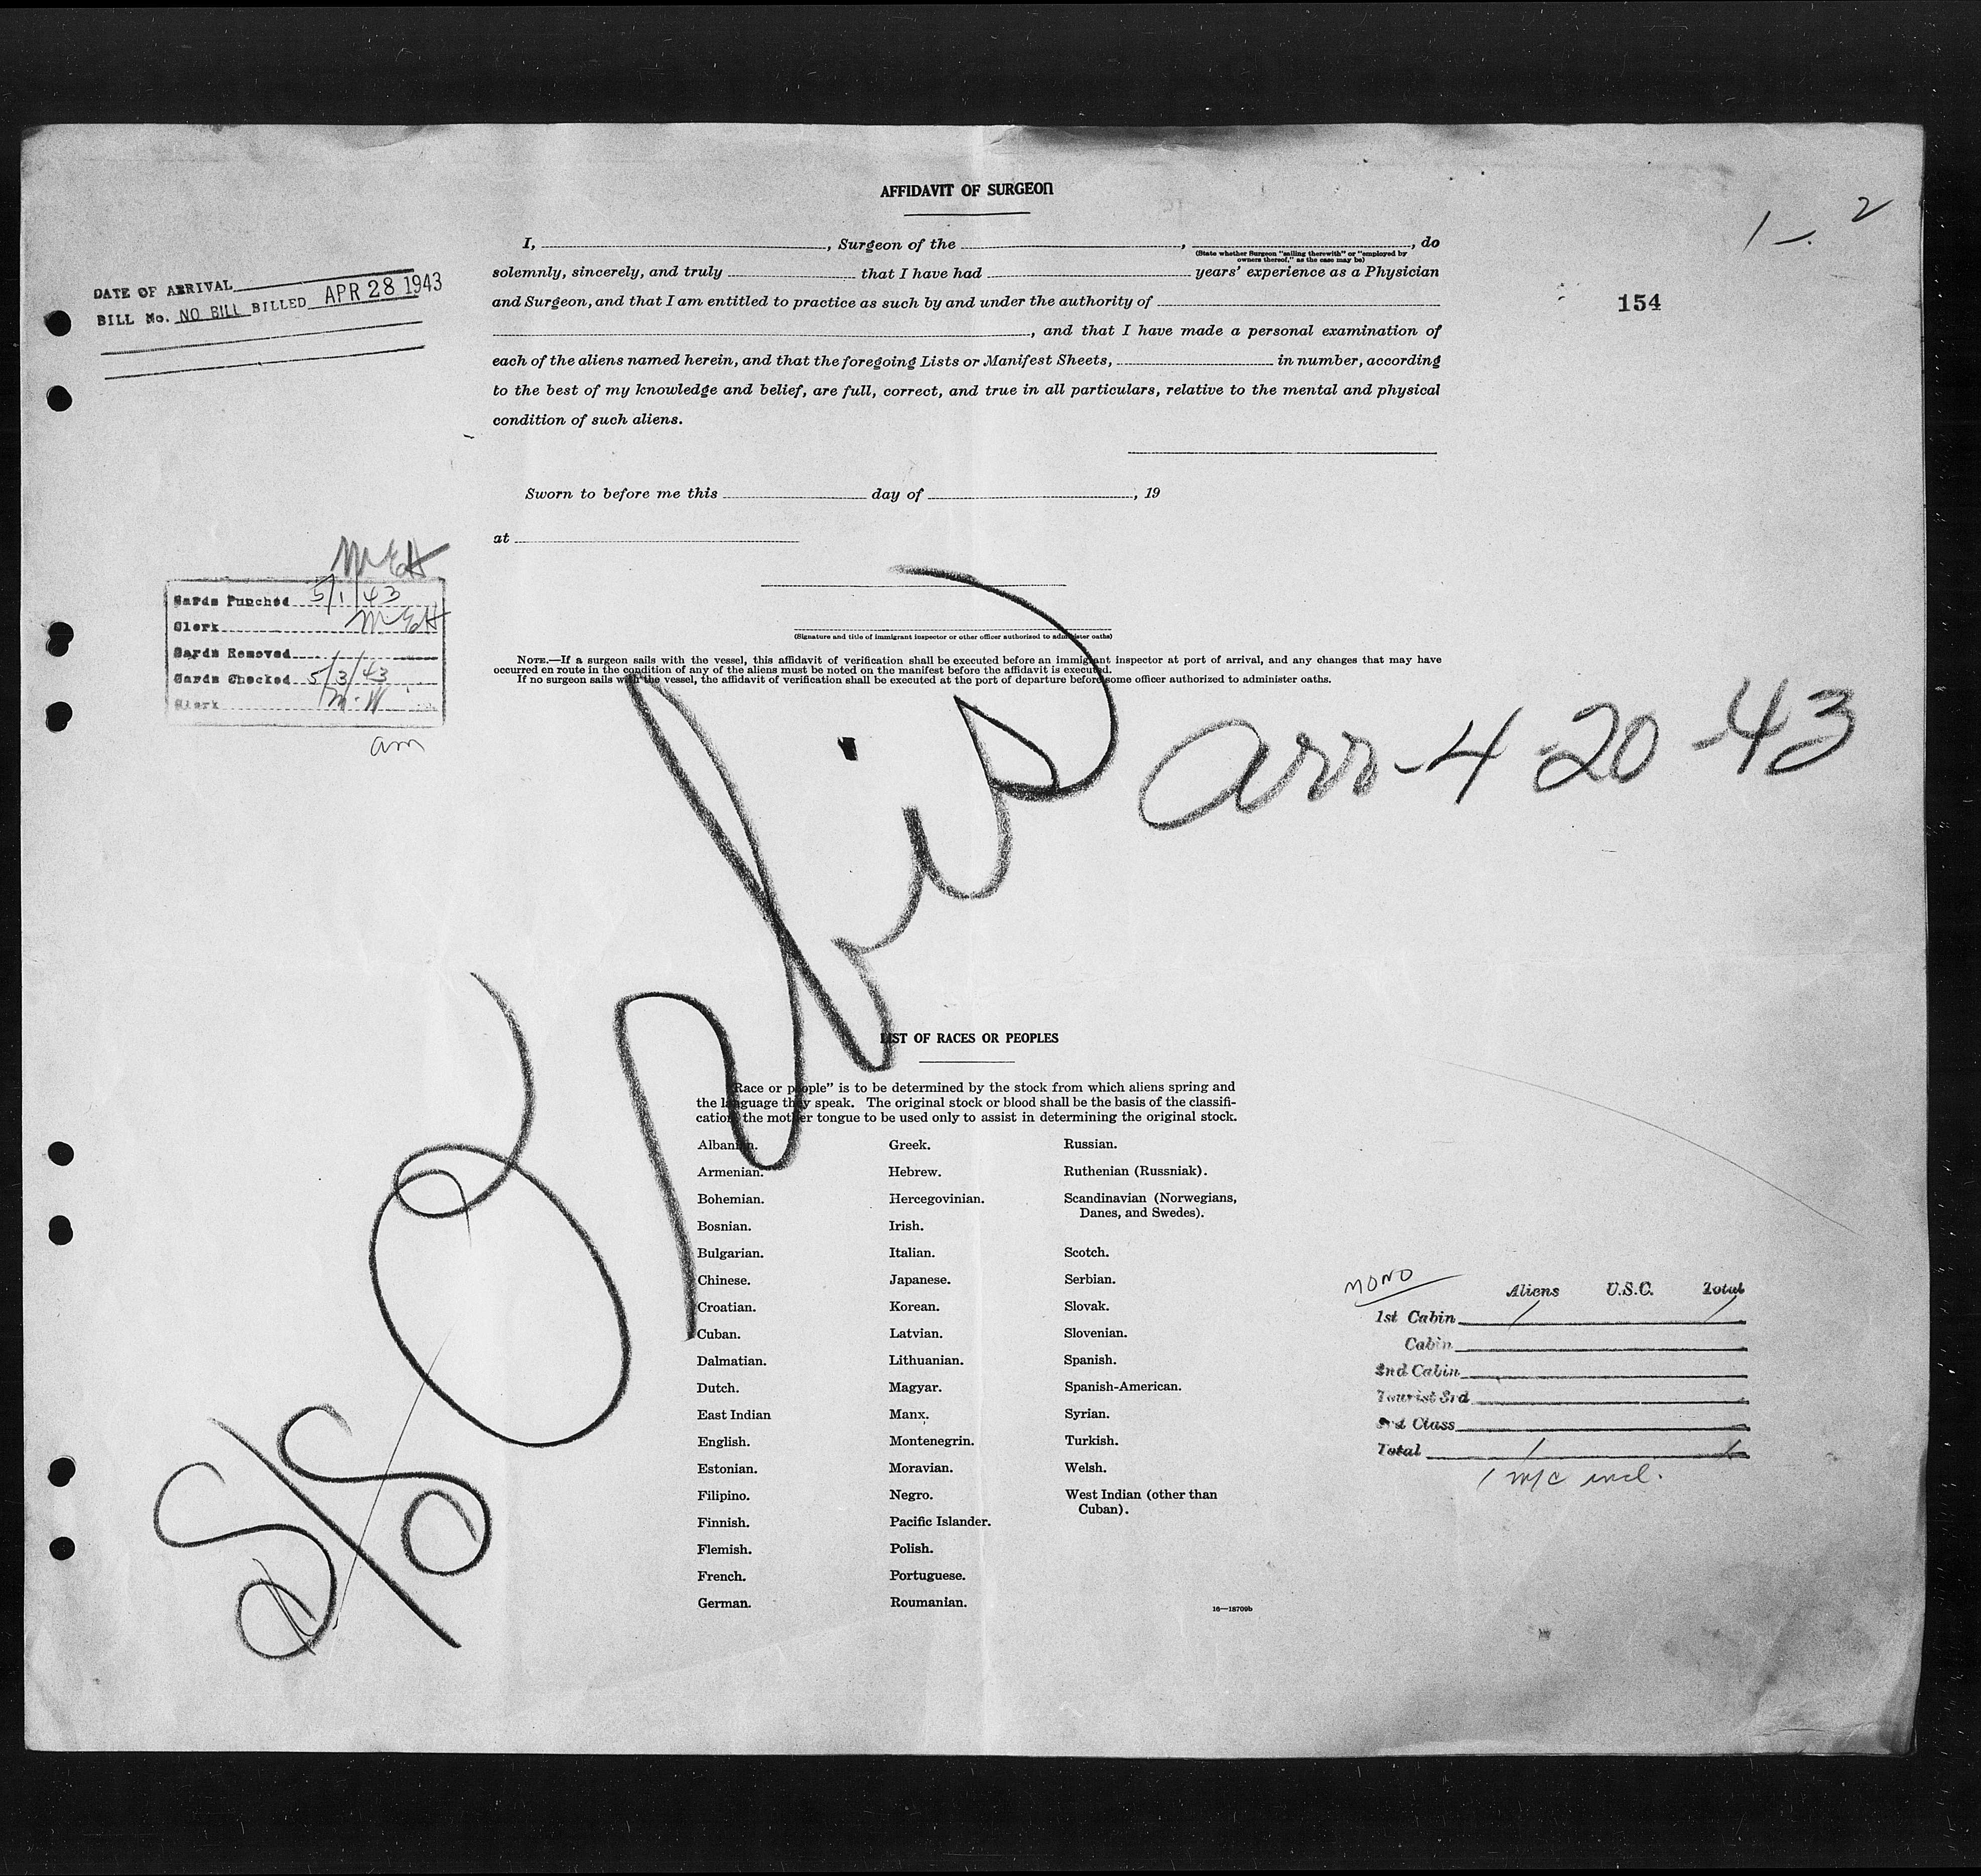 AFFIDAVIT OF SURGEON
1 - 2
I, , Surgeon of the , , do
(State whether Surgeon "sailing therewith" or "employed by
owners thereof," as the case may be)
solemnly, sincerely, and truly that I have had years' experience as a Physician
and Surgeon, and that I am entitled to practice as such by and under the authority of
, and that I have made a personal examination of
each of the aliens named herein, and that the foregoing Lists or Manifest Sheets, in number, according
to the best of my knowledge and belief, are full, correct, and true in all particulars, relative to the mental and physical
condition of such aliens.
154
DATE OF ARRIVAL
BILL No. NO BILL BILLED APR 28 1943
Sworn to before me this day of , 19
at
(Signature and title of immigrant inspector or other officer authorized to administer oaths)
NOTE.—If a surgeon sails with the vessel, this affidavit of verification shall be executed before an immigrant inspector at port of arrival, and any changes that may have
occurred en route in the condition of any of the aliens must be noted on the manifest before the affidavit is executed.
If no surgeon sails with the vessel, the affidavit of verification shall be executed at the port of departure before some officer authorized to administer oaths.
MEH
Cards Punched 5/1/43
Clerk MEH
Cards Removed
Cards Checked 5/3/43
Clerk M.W
am
S/S Orbis
arr-4-20-43
LIST OF RACES OR PEOPLES
"Race or people" is to be determined by the stock from which aliens spring and
the language they speak. The original stock or blood shall be the basis of the classifi-
cation, the mother tongue to be used only to assist in determining the original stock.
Albanian.
Armenian.
Bohemian.
Bosnian.
Bulgarian.
Chinese.
Croatian.
Cuban.
Dalmatian.
Dutch.
East Indian
English.
Estonian.
Filipino.
Finnish.
Flemish.
French.
German.
Greek.
Hebrew.
Hercegovinian.
Irish.
Italian.
Japanese.
Korean.
Latvian.
Lithuanian.
Magyar.
Manx.
Montenegrin.
Moravian.
Negro.
Pacific Islander.
Polish.
Portuguese.
Roumanian.
Russian.
Ruthenian (Russniak).
Scandinavian (Norwegians,
Danes, and Swedes).
Scotch.
Serbian.
Slovak.
Slovenian.
Spanish.
Spanish-American.
Syrian.
Turkish.
Welsh.
West Indian (other than
Cuban).
16—18709b
MONO
Aliens U.S.C. Total
1st Cabin 1 1
Cabin
2nd Cabin
Tourist 3rd
3rd Class
Total 1 1
1 m/c incl.